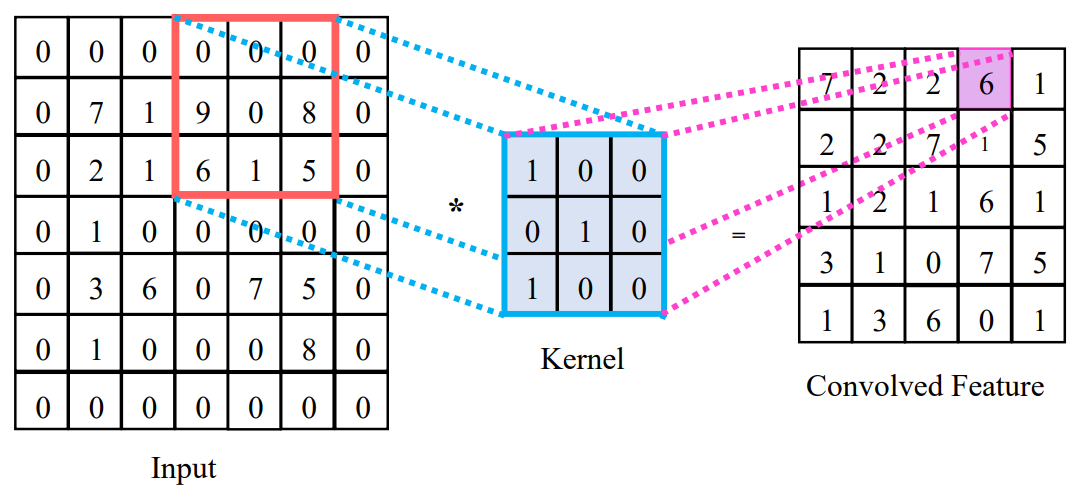 0 0 0 0 0 0 0
0 7 1 9 0 8 0
0 2 1 6 1 5 0
0 1 0 0 0 0 0
0 3 6 0 7 5 0
0 1 0 0 0 8 0
0 0 0 0 0 0 0
Input
*
1 0 0
0 1 0
1 0 0
Kernel
=
7 2 2 6 1
2 2 7 1 5
1 2 1 6 1
3 1 0 7 5
1 3 6 0 1
Convolved Feature